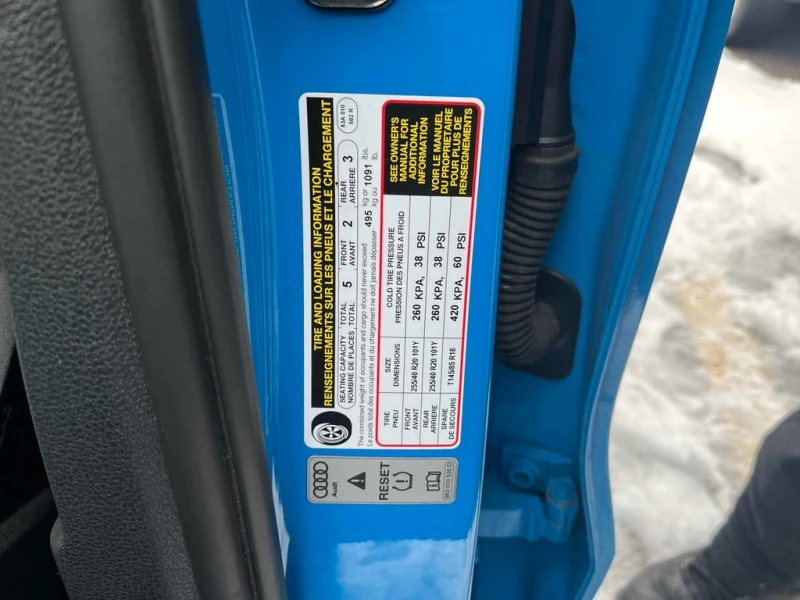 TIRE AND LOADING INFORMATION
RENSEIGNEMENTS SUR LES PNEUS ET LE CHARGEMENT
83A 010
502 R
SEATING CAPACITY TOTAL 5 FRONT 2 REAR 3
NOMBRE DE PLACES TOTAL AVANT ARRIÈRE
The combined weight of occupants and cargo should never exceed 495 kg or 1091 lbs.
Le poids total des occupants et du chargement ne doit jamais dépasser kg ou lb.
TIRE SIZE COLD TIRE PRESSURE
PNEU DIMENSIONS PRESSION DES PNEUS A FROID
FRONT
AVANT 255/40 R20 101Y 260 KPA, 38 PSI
REAR
ARRIERE 255/40 R20 101Y 260 KPA, 38 PSI
SPARE
DE SECOURS T145/85 R18 420 KPA, 60 PSI
SEE OWNER'S
MANUAL FOR
ADDITIONAL
INFORMATION
VOIR LE MANUEL
DU PROPRIETAIRE
POUR PLUS DE
RENSEIGNEMENTS
Audi
RESET